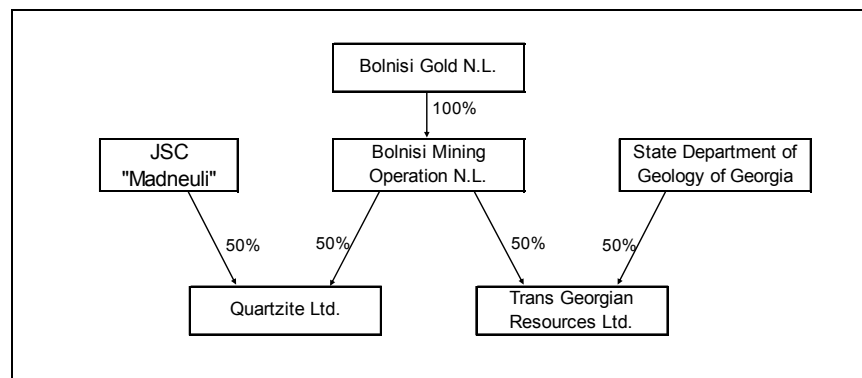 Bolnisi Gold N.L.
100%
JSC
"Madneuli"
Bolnisi Mining
Operation N.L.
State Department of
Geology of Georgia
50%
50%
50%
50%
Quartzite Ltd.
Trans Georgian
Resources Ltd.